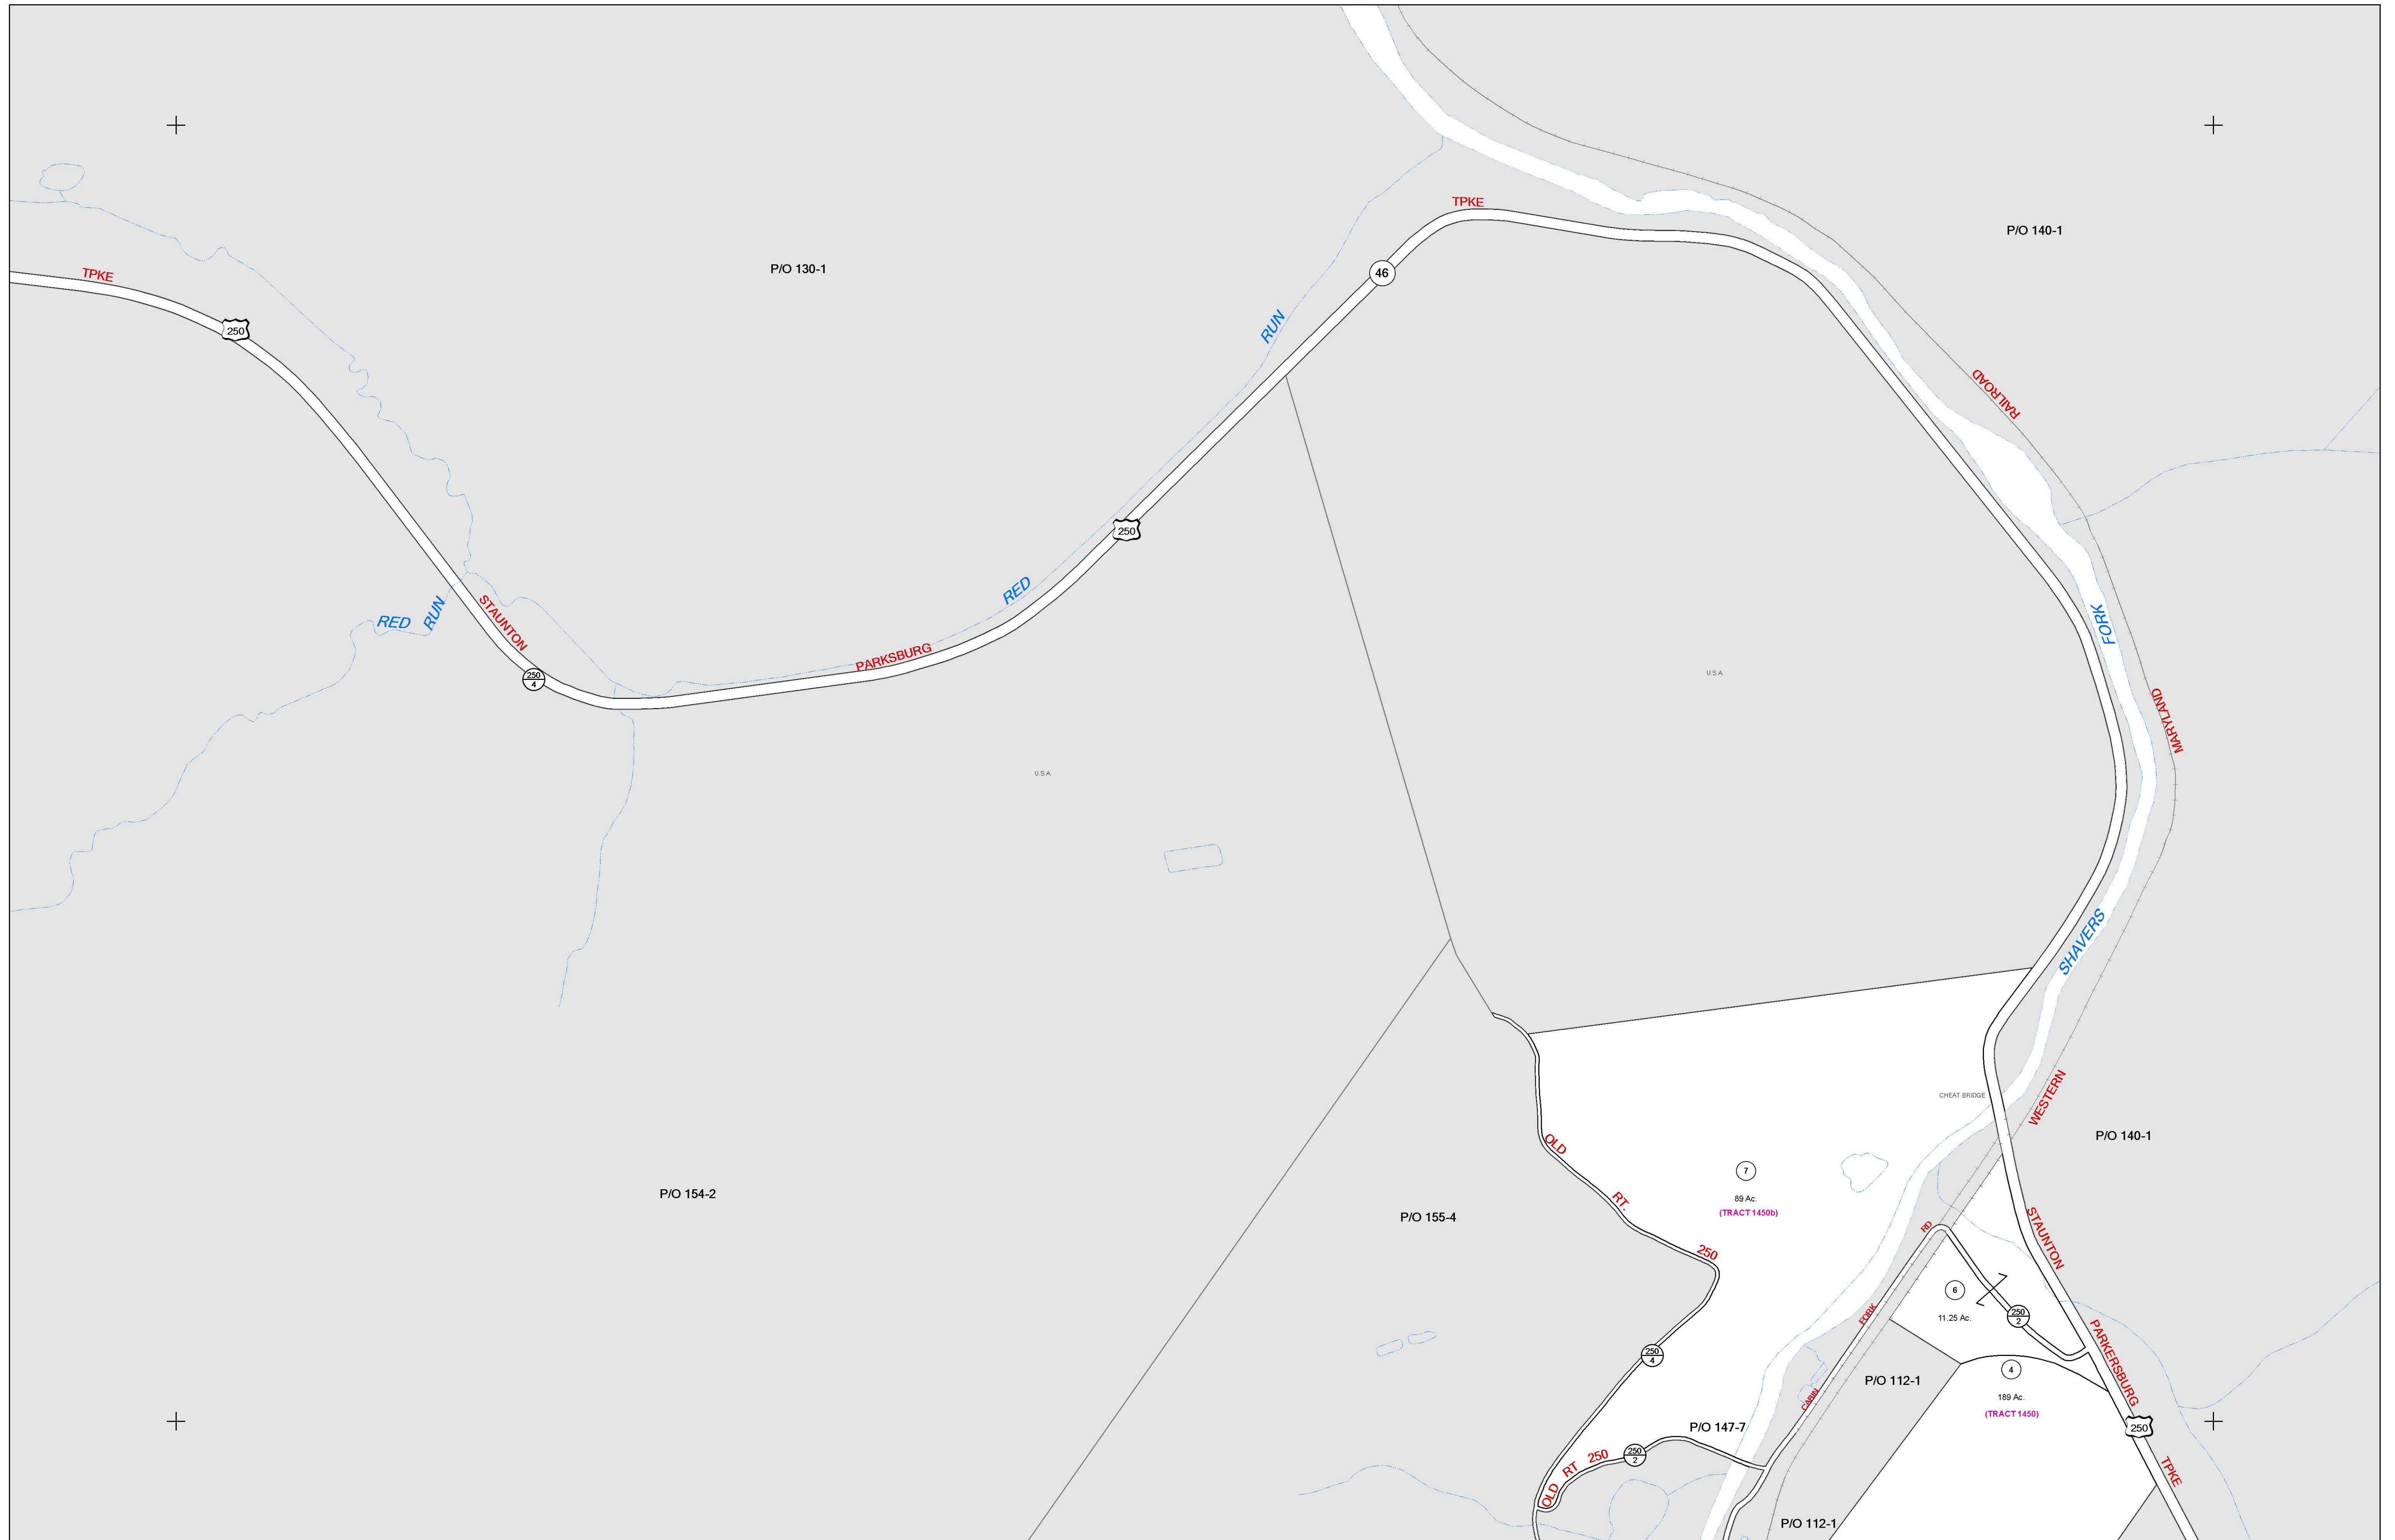 TPKE
P/O 140-1
P/O 130-1
46
TPKE
250
RUN
RAILROAD
250
RED
RED RUN
STAUNTON
FORK
PARKSBURG
U.S.A.
250
4
MARYLAND
U.S.A.
SHAVERS
CHEAT BRIDGE
WESTERN
P/O 140-1
OLD
7
P/O 154-2
RT.
89 Ac.
(TRACT 1450b)
P/O 155-4
RD
STAUNTON
250
6
11.25 Ac.
250
2
FORK
PARKERSBURG
250
4
4
P/O 112-1
CABIN
189 Ac.
(TRACT 1450)
P/O 147-7
250
OLD RT 250
250
2
TPKE
P/O 112-1